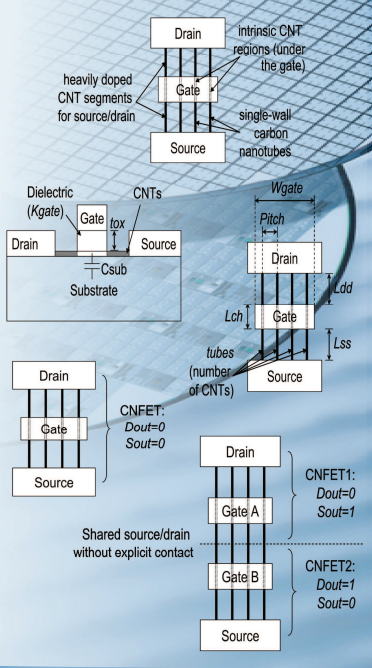 Drain
intrinsic CNT
regions (under
the gate)
heavily doped
CNT segments
for source/drain
Gate
single-wall
carbon
nanotubes
Source
Dielectric
(Kgate)
Gate
tox
CNTs
Drain
Source
Csub
Substrate
Wgate
Pitch
Drain
Ldd
Lch
Gate
Lss
tubes
(number
of CNTs)
Source
Drain
Gate
Source
CNFET:
Dout=0
Sout=0
Drain
Gate A
CNFET1:
Dout=0
Sout=1
Shared source/drain
without explicit contact
Gate B
CNFET2:
Dout=1
Sout=0
Source